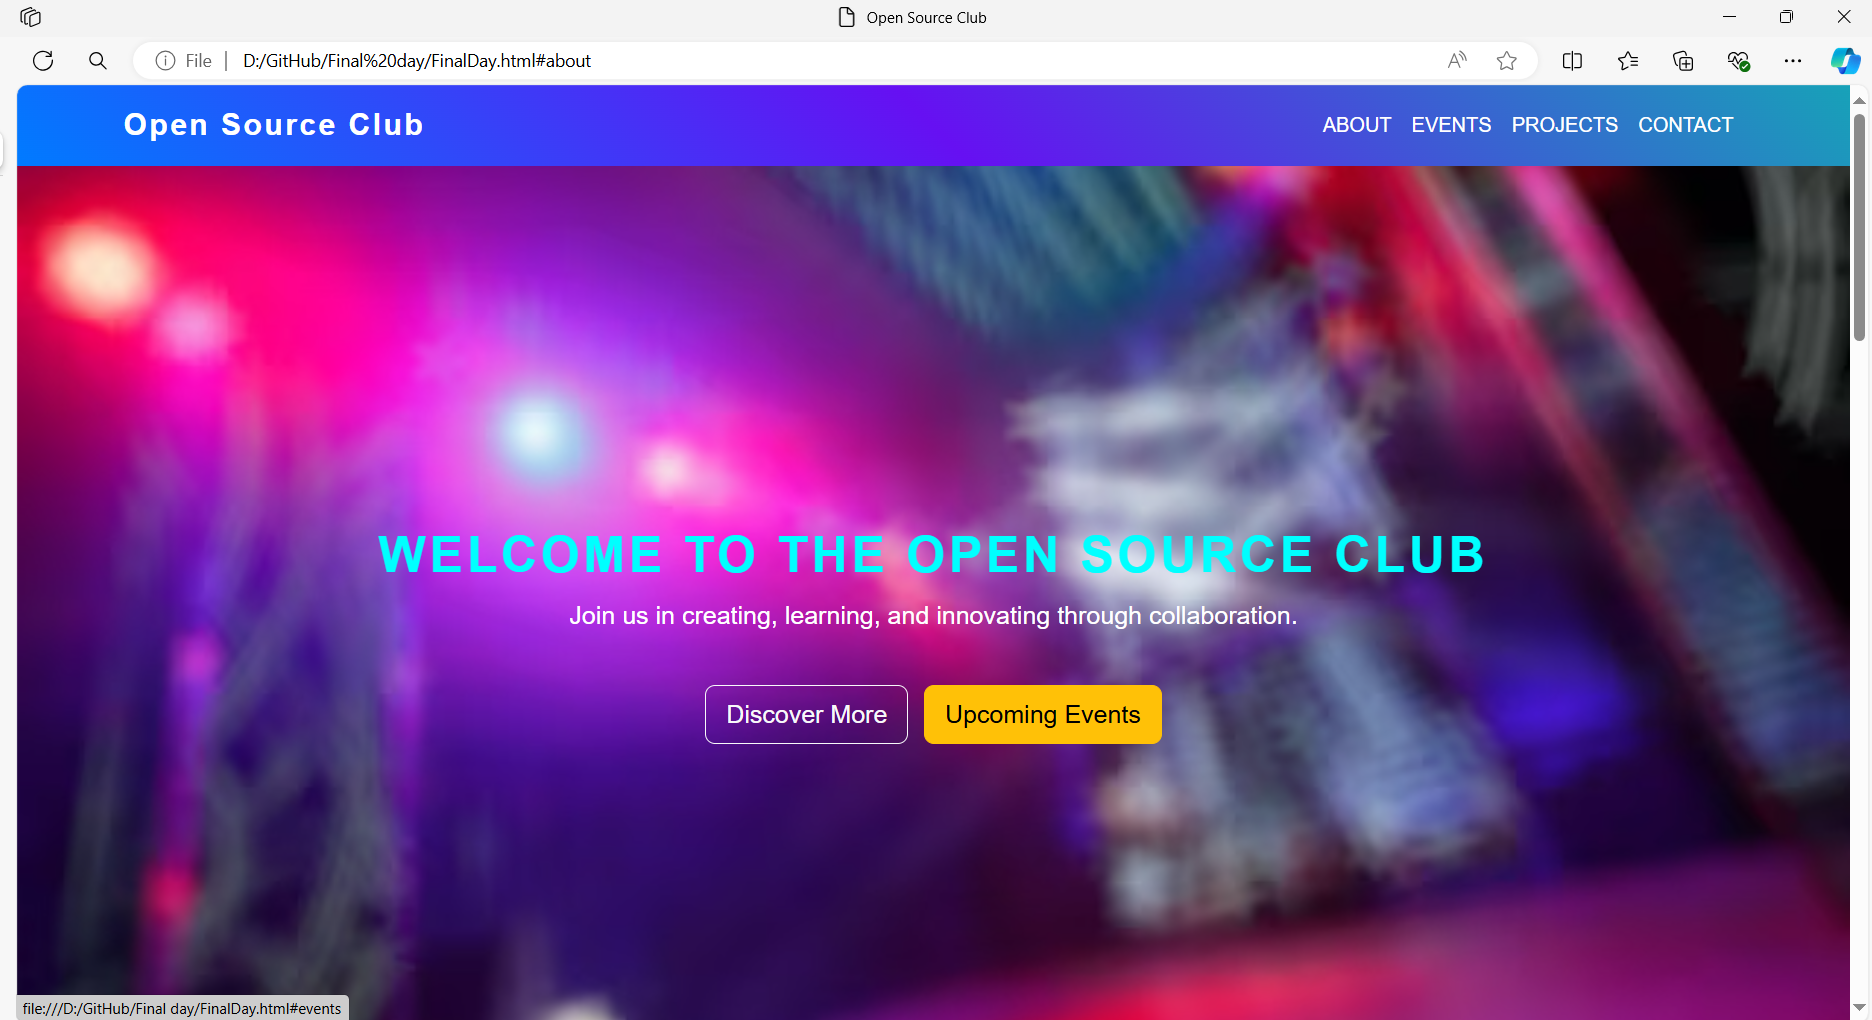 Open Source Club
File
D:/GitHub/Final%20day/FinalDay.html#about
Open Source Club
ABOUT EVENTS PROJECTS CONTACT
WELCOME TO THE OPEN SOURCE CLUB
Join us in creating, learning, and innovating through collaboration.
Discover More
Upcoming Events
file:///D:/GitHub/Final day/FinalDay.html#events